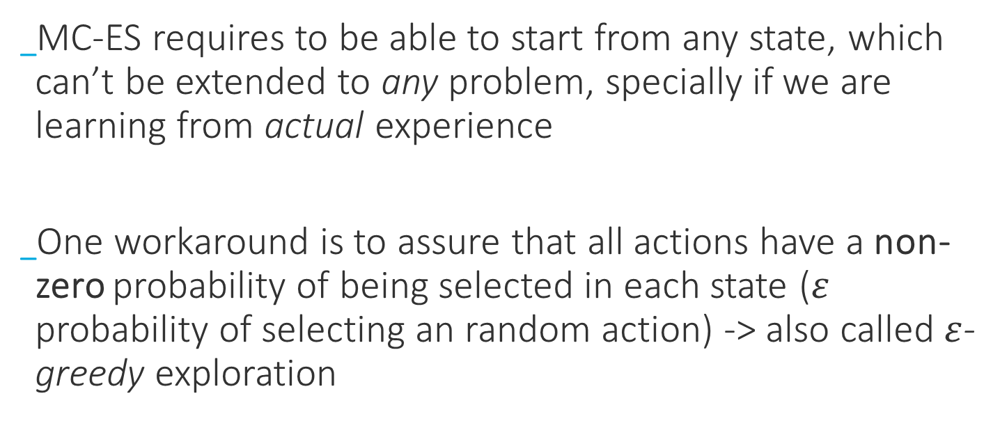 _MC-ES requires to be able to start from any state, which
can’t be extended to any problem, specially if we are
learning from actual experience
_One workaround is to assure that all actions have a non-
zero probability of being selected in each state (ε
probability of selecting an random action) -> also called ε-
greedy exploration